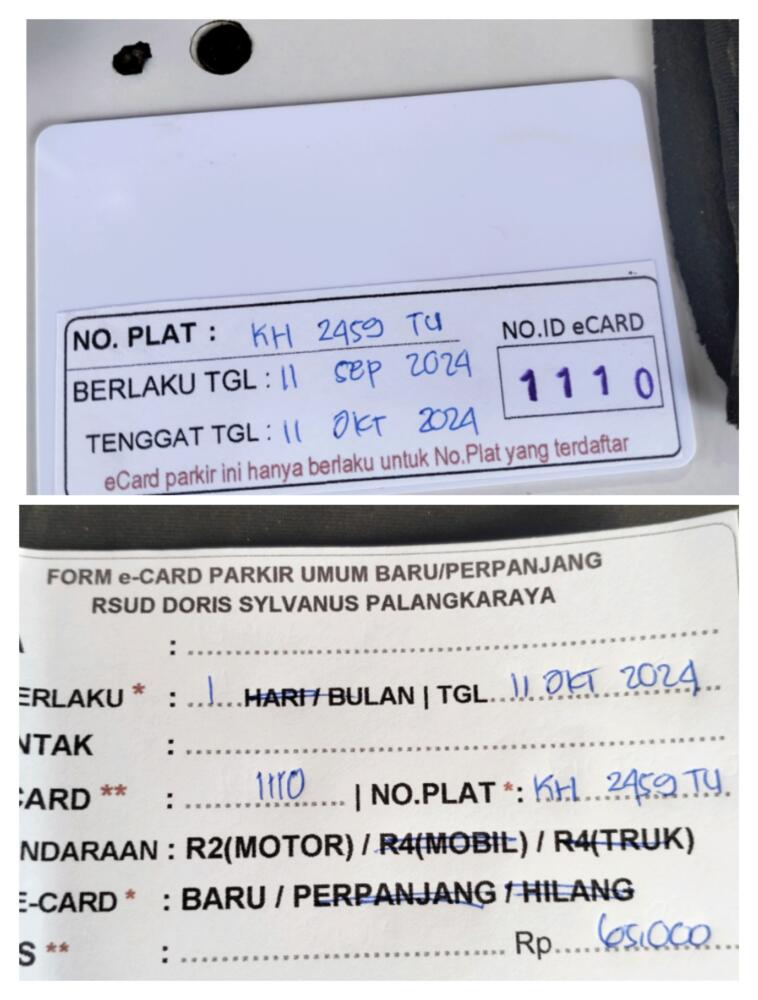 NO. PLAT : KH 2459 TU
NO.ID eCARD
BERLAKU TGL : 11 SEP 2024
1110
TENGGAT TGL : 11 OKT 2024
eCard parkir ini hanya berlaku untuk No.Plat yang terdaftar
FORM e-CARD PARKIR UMUM BARU/PERPANJANG
RSUD DORIS SYLVANUS PALANGKARAYA
:
ERLAKU * : 1 HARI / BULAN | TGL 11 OKT 2024
NTAK :
CARD ** : 1110 | NO.PLAT *: KH 2459 TU
NDARAAN : R2(MOTOR) / R4(MOBIL) / R4(TRUK)
E-CARD * : BARU / PERPANJANG / HILANG
S ** : Rp 65.000